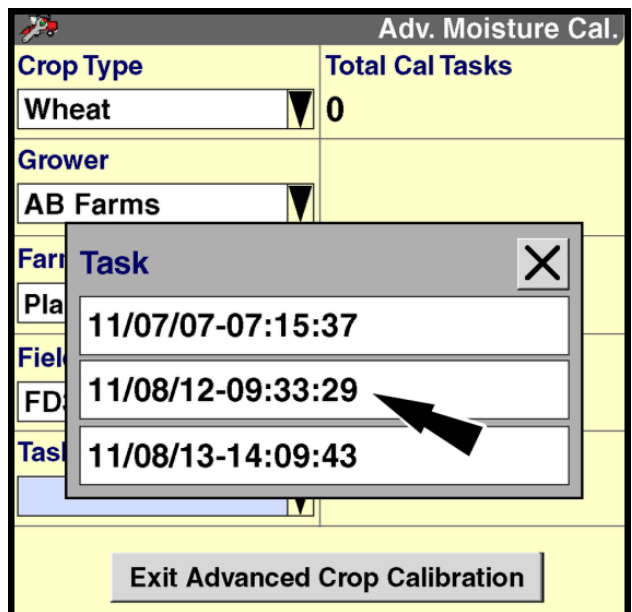 Adv. Moisture Cal.
Crop Type
Total Cal Tasks
Wheat
0
Grower
AB Farms
Task
11/07/07-07:15:37
11/08/12-09:33:29
11/08/13-14:09:43
Exit Advanced Crop Calibration